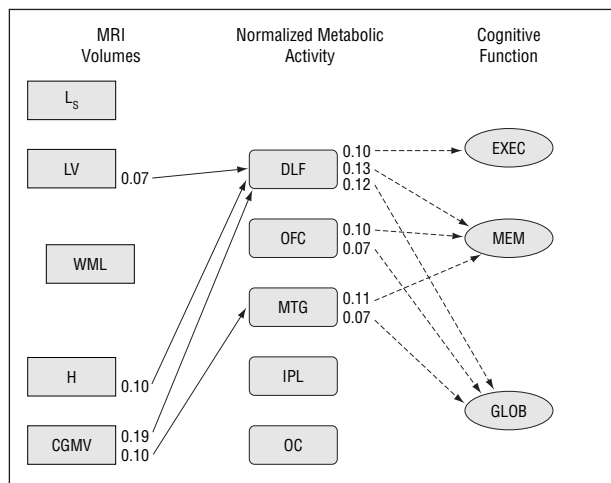 MRI Volumes
Normalized Metabolic Activity
Cognitive Function
L_S
LV
0.07
WML
H
0.10
CGMV
0.19
0.10
DLF
0.10
0.13
0.12
OFC
0.10
0.07
MTG
0.11
0.07
IPL
OC
EXEC
MEM
GLOB